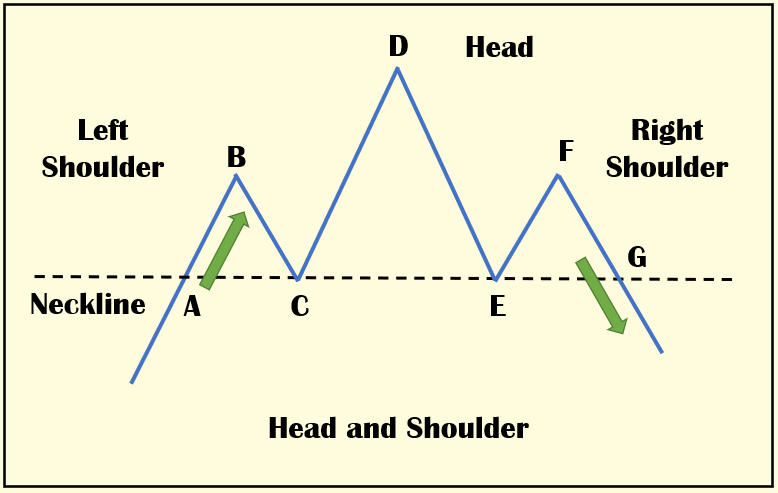 D
Head
Left
Shoulder
B
F
Right
Shoulder
G
Neckline
A
C
E
Head and Shoulder